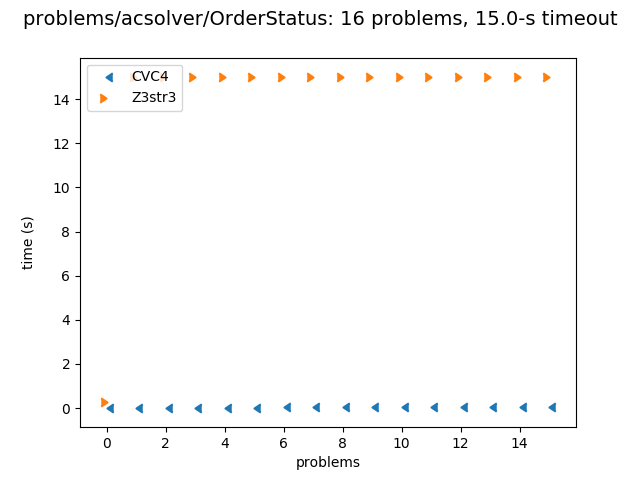 problems/acsolver/OrderStatus: 16 problems, 15.0-s timeout
CVC4
Z3str3
14
12
10
8
6
4
2
0
time (s)
0 2 4 6 8 10 12 14
problems